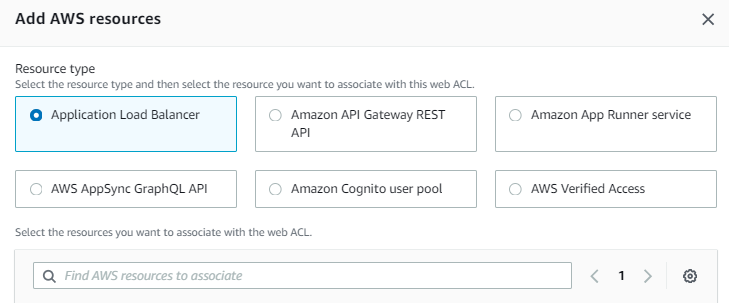 Add AWS resources
Resource type
Select the resource type and then select the resource you want to associate with this web ACL.
Application Load Balancer
Amazon API Gateway REST
API
Amazon App Runner service
AWS AppSync GraphQL API
Amazon Cognito user pool
AWS Verified Access
Select the resources you want to associate with the web ACL.
Find AWS resources to associate
1